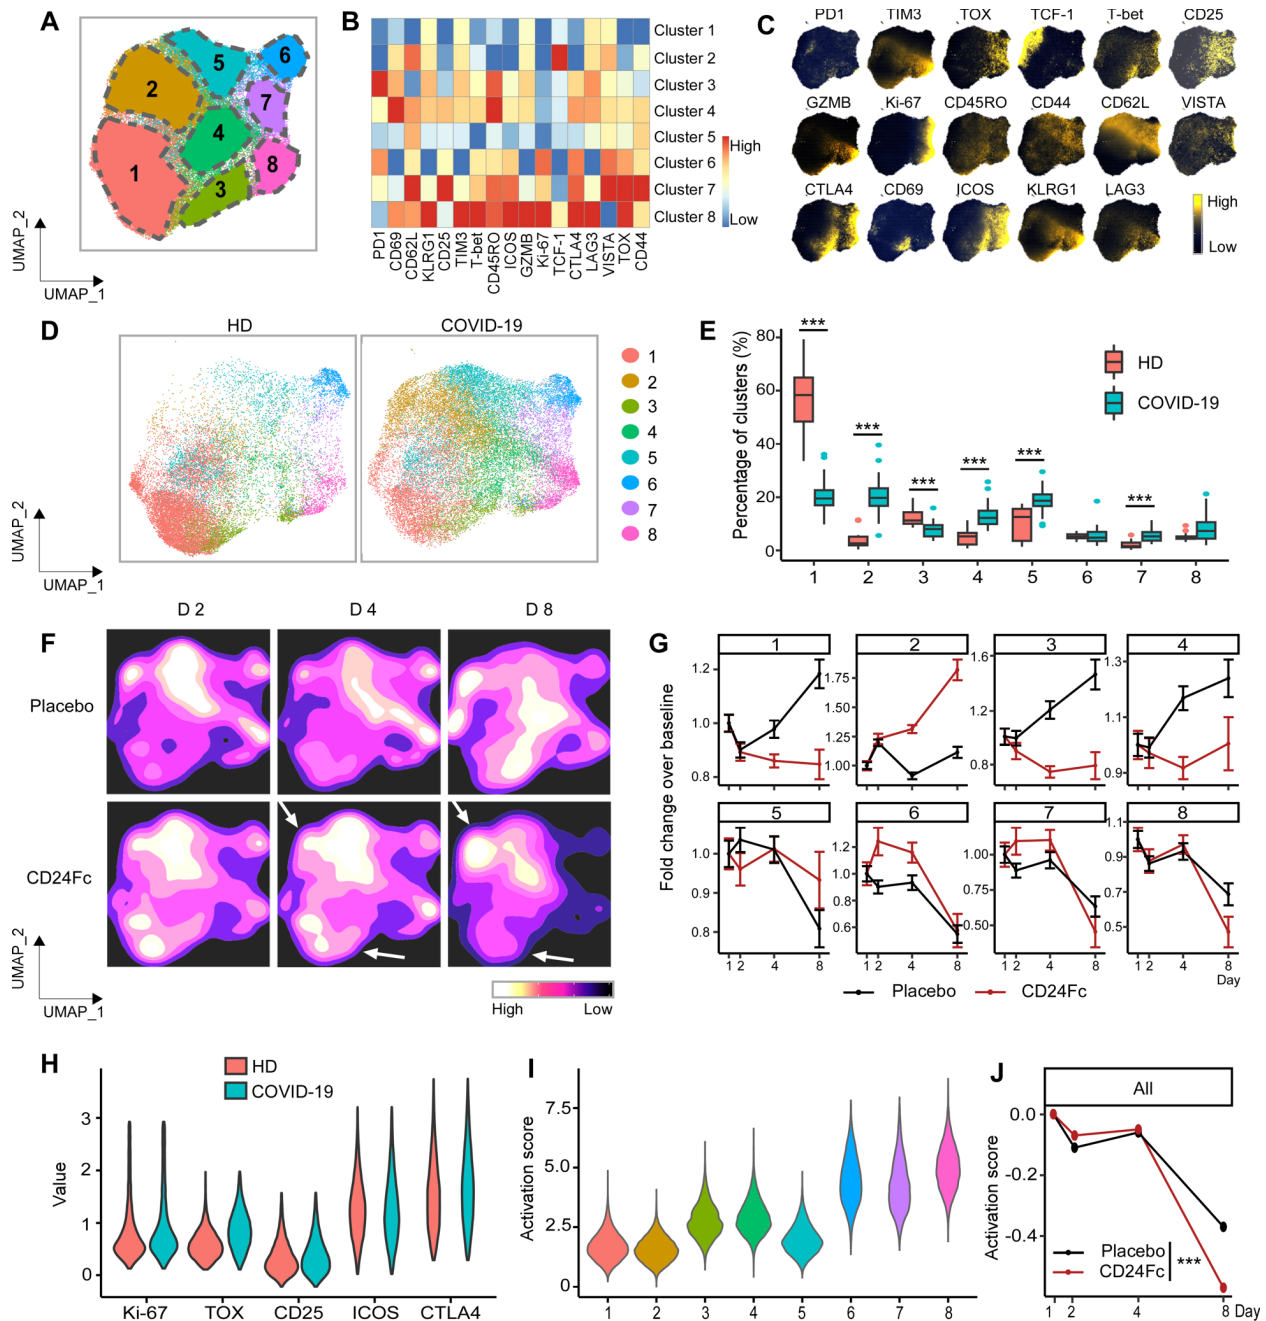 A
1
2
3
4
5
6
7
8
UMAP_2
UMAP_1
B
Cluster 1
Cluster 2
Cluster 3
Cluster 4
Cluster 5
Cluster 6
Cluster 7
Cluster 8
High
Low
PD1
CD69
CD62L
KLRG1
CD25
TIM3
T-bet
CD45RO
ICOS
GZMB
Ki-67
TCF-1
CTLA4
LAG3
VISTA
TOX
CD44
C
PD1 TIM3 TOX TCF-1 T-bet CD25
GZMB Ki-67 CD45RO CD44 CD62L VISTA
CTLA4 CD69 ICOS KLRG1 LAG3
High
Low
D
HD COVID-19
UMAP_2
UMAP_1
1
2
3
4
5
6
7
8
E
Percentage of clusters (%)
80
60
40
20
0
*** *** *** *** *** ***
HD
COVID-19
1 2 3 4 5 6 7 8
F
D 2 D 4 D 8
Placebo
CD24Fc
UMAP_2
UMAP_1
High Low
G
Fold change over baseline
1 2 3 4
1.2
1.0
0.8
1.75
1.50
1.25
1.00
1.6
1.2
0.8
1.3
1.1
0.9
5 6 7 8
1.0
0.9
0.8
1.2
1.0
0.8
0.6
1.00
0.75
0.50
1.1
0.9
0.7
0.5
1 2 4 8 1 2 4 8 1 2 4 8 1 2 4 8
Day
Placebo CD24Fc
H
HD
COVID-19
Value
3
2
1
0
Ki-67 TOX CD25 ICOS CTLA4
I
Activation score
7.5
5.0
2.5
0
1 2 3 4 5 6 7 8
J
All
Activation score
0.0
-0.2
-0.4
Placebo
CD24Fc
***
1 2 4 8 Day